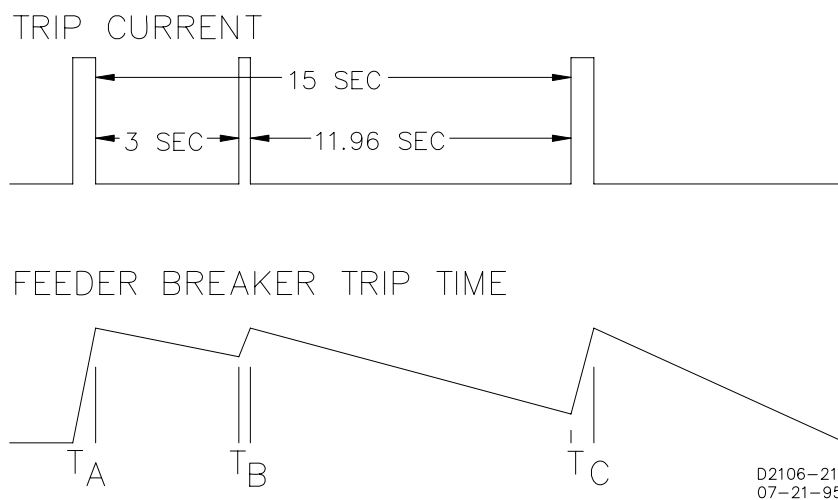 TRIP CURRENT
15 SEC
3 SEC
11.96 SEC
FEEDER BREAKER TRIP TIME
TA
TB
TC
D2106-21
07-21-95